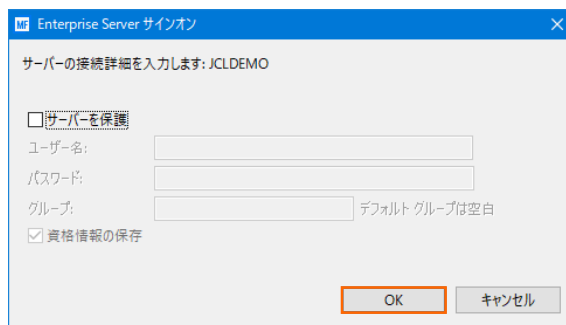 MF Enterprise Server サインオン
サーバーの接続詳細を入力します: JCLDEMO
サーバーを保護
ユーザー名:
パスワード:
グループ: デフォルト グループは空白
資格情報の保存
OK キャンセル